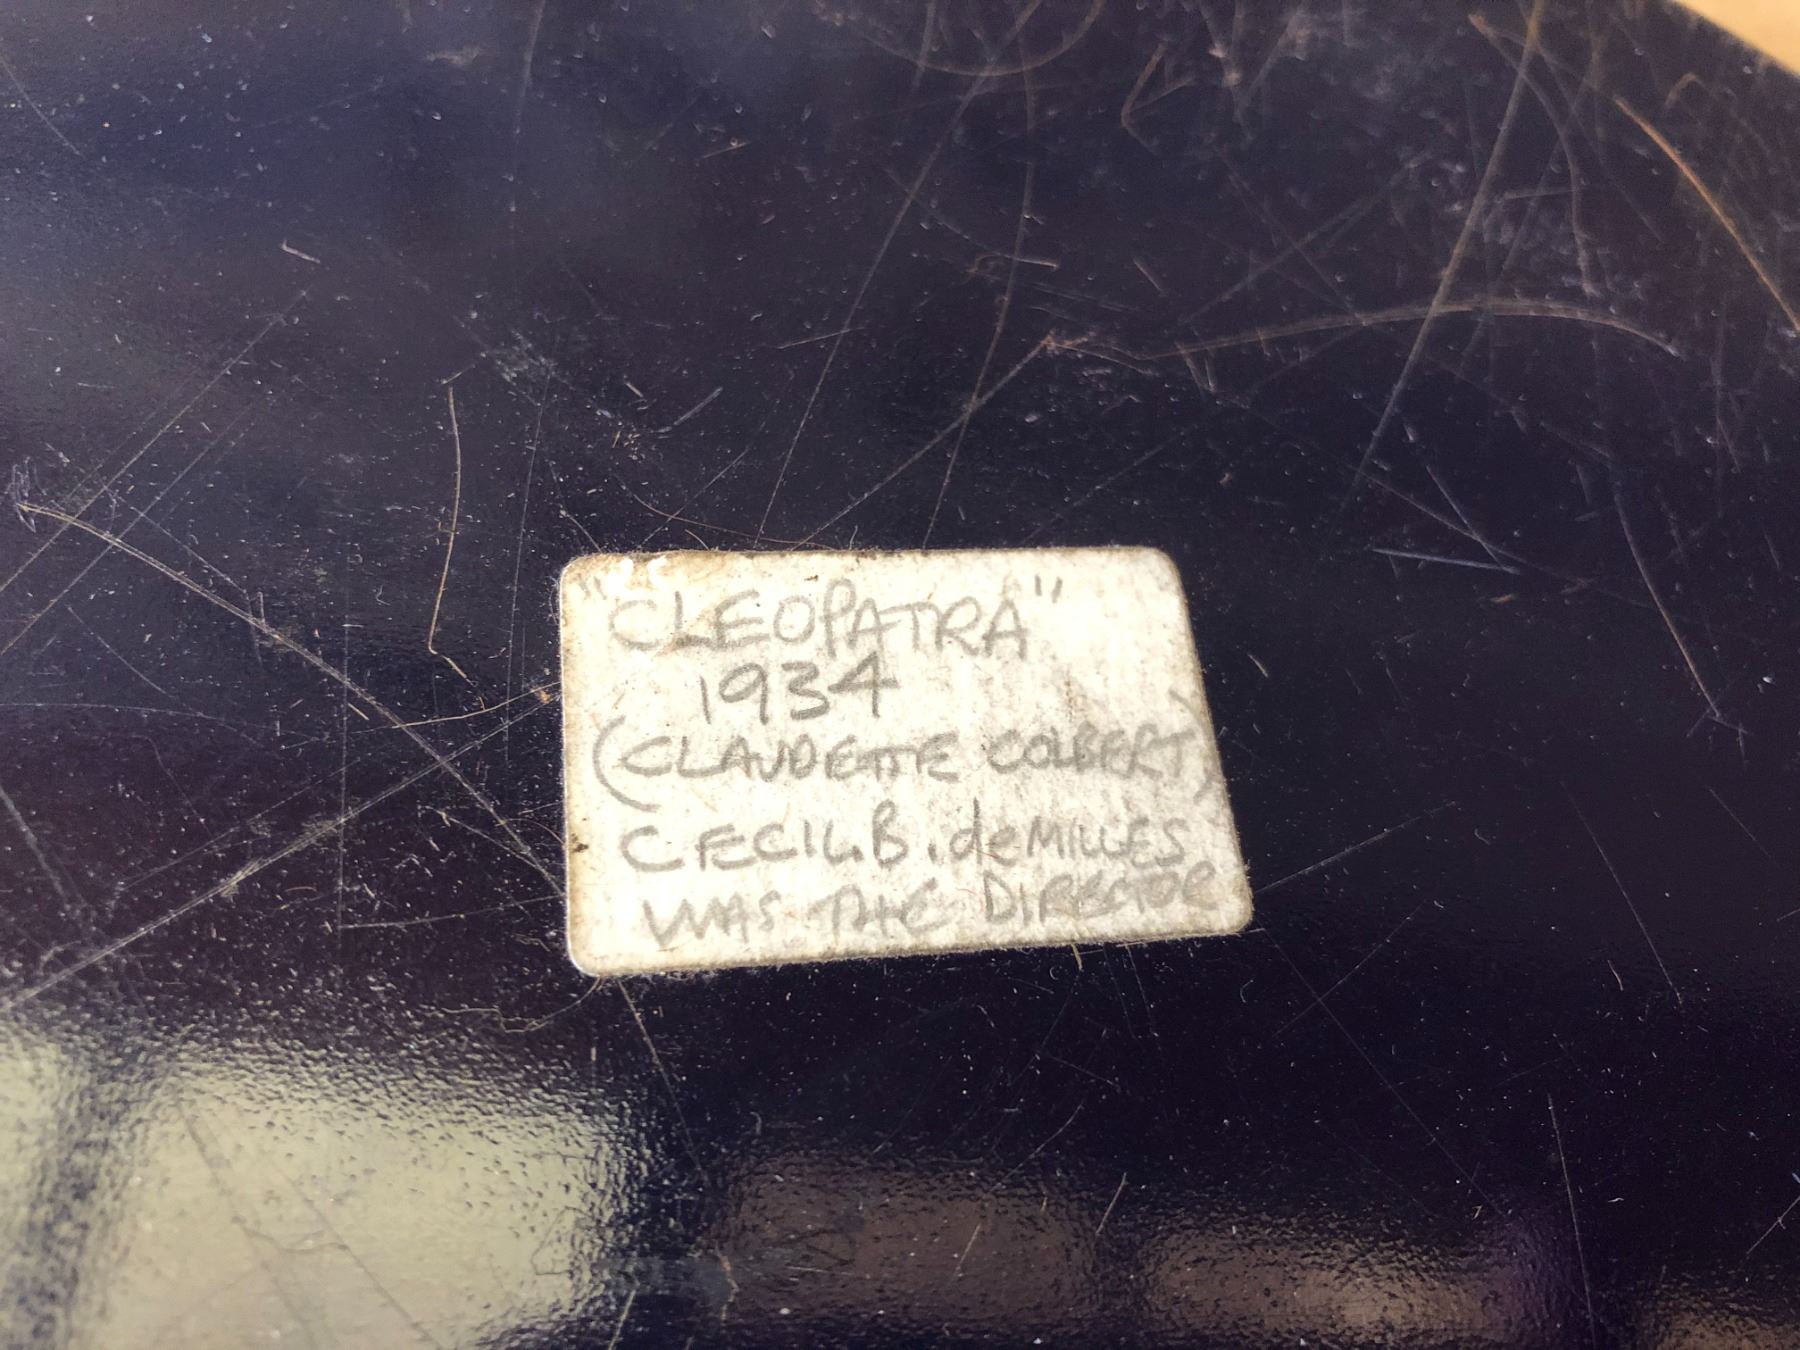 "CLEOPATRA"
1934
(CLAUDETTE COLBERT)
CECIL.B.deMILLES
WAS THE DIRECTOR